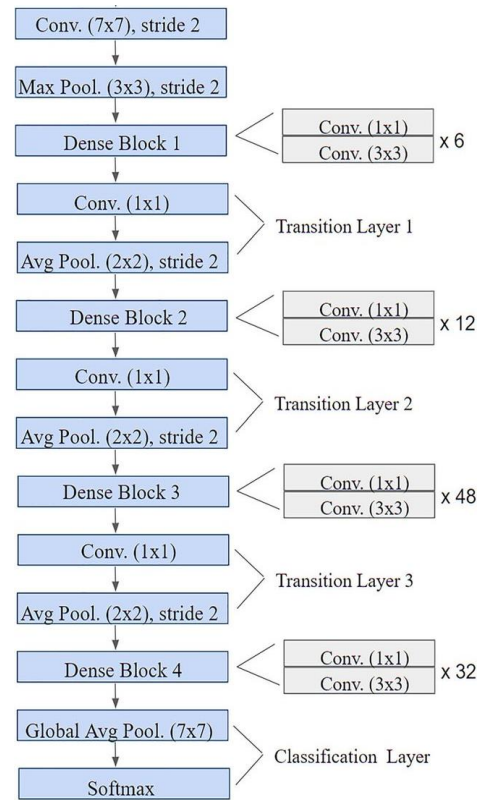 Conv. (7x7), stride 2
Max Pool. (3x3), stride 2
Dense Block 1
Conv. (1x1)
Conv. (3x3)
x 6
Conv. (1x1)
Avg Pool. (2x2), stride 2
Transition Layer 1
Dense Block 2
Conv. (1x1)
Conv. (3x3)
x 12
Conv. (1x1)
Avg Pool. (2x2), stride 2
Transition Layer 2
Dense Block 3
Conv. (1x1)
Conv. (3x3)
x 48
Conv. (1x1)
Avg Pool. (2x2), stride 2
Transition Layer 3
Dense Block 4
Conv. (1x1)
Conv. (3x3)
x 32
Global Avg Pool. (7x7)
Softmax
Classification Layer